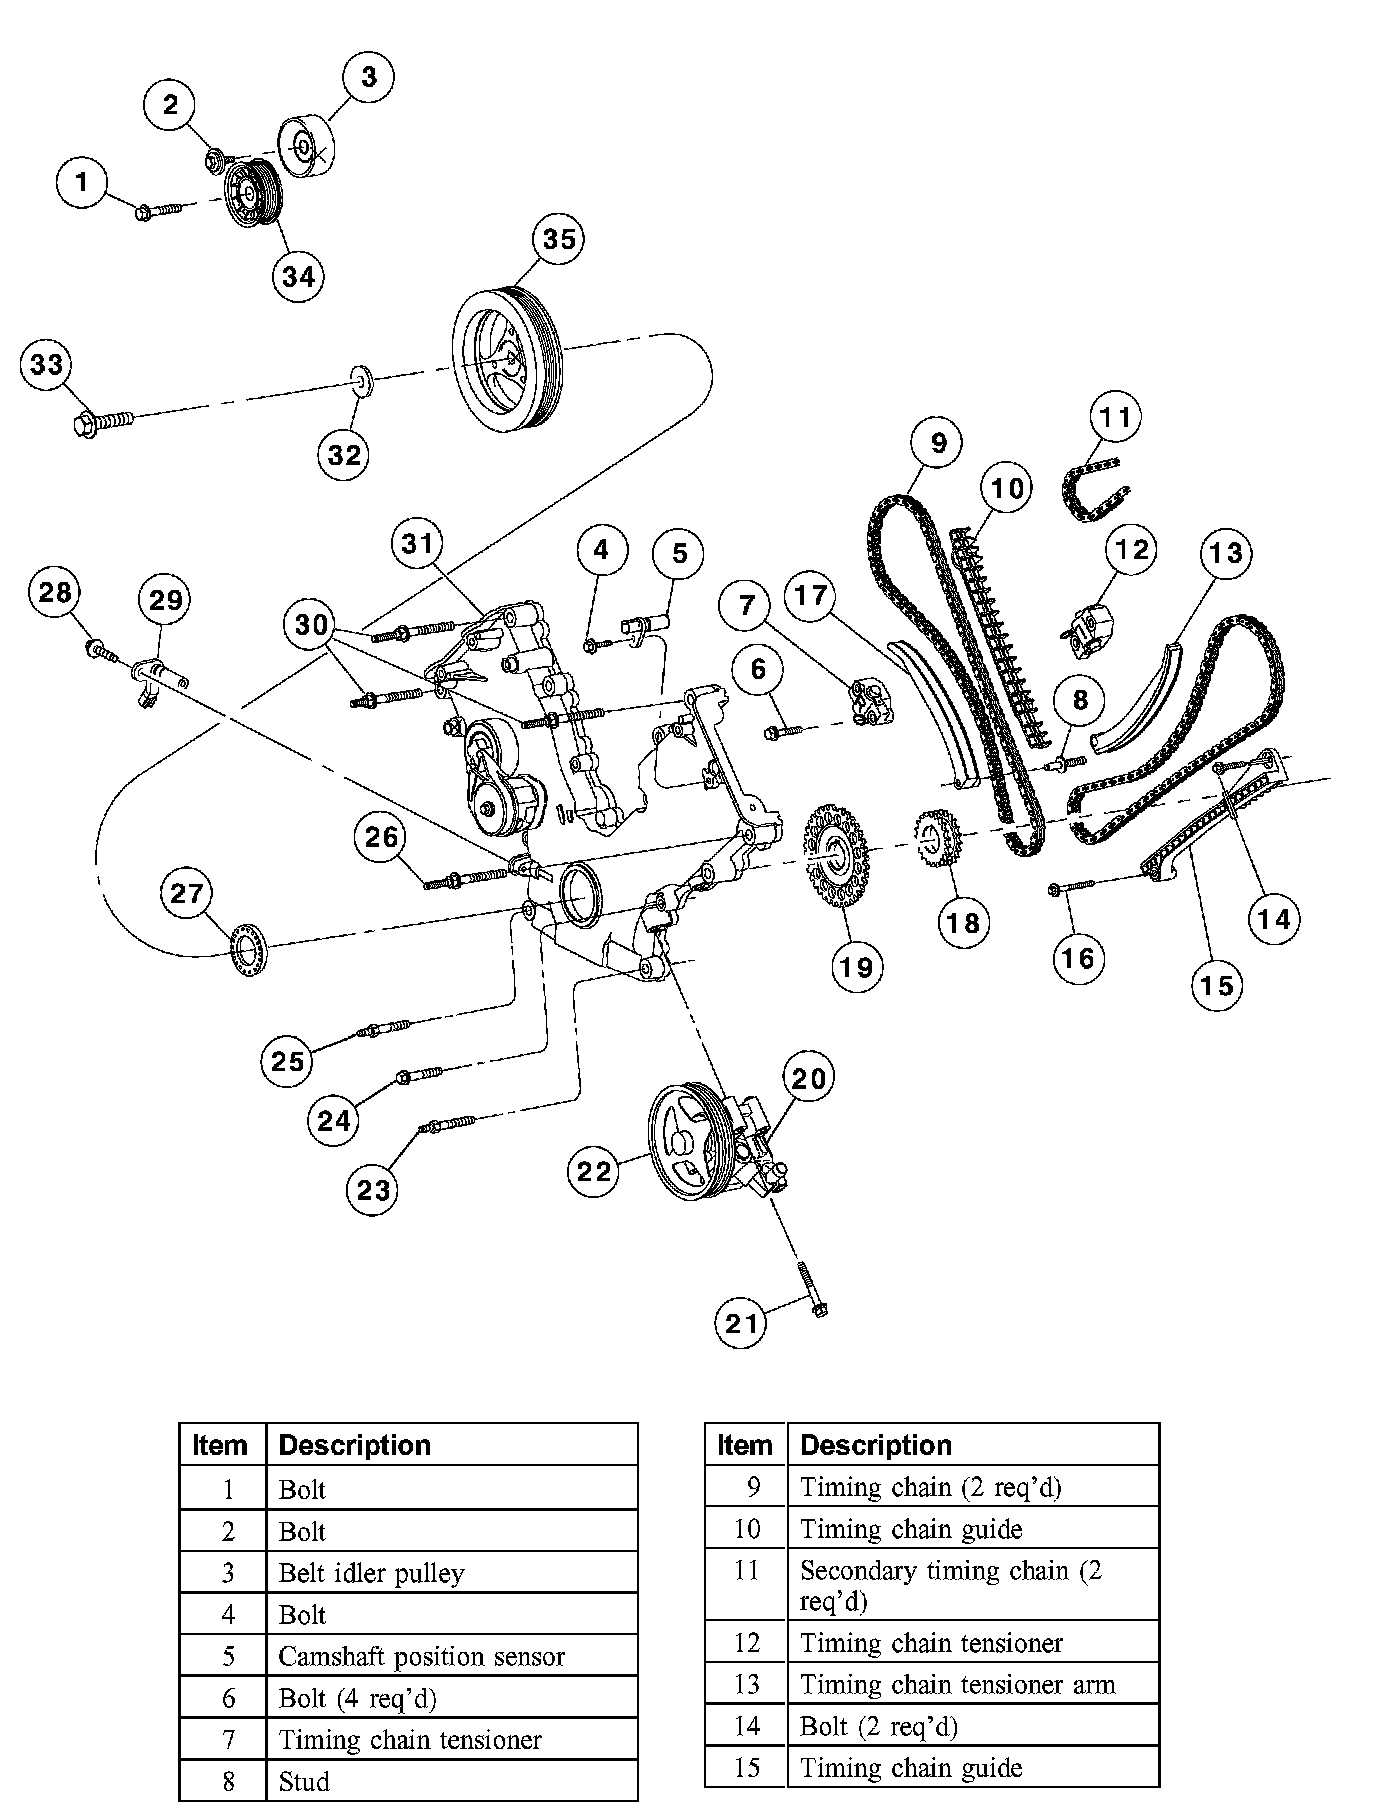 3
2
1
34
35
33
32
11
9
10
31
4
5
12
13
28
29
30
7
17
6
8
26
27
18
14
19
16
15
25
20
24
22
23
21
Item Description
1 Bolt
2 Bolt
3 Belt idler pulley
4 Bolt
5 Camshaft position sensor
6 Bolt (4 req'd)
7 Timing chain tensioner
8 Stud
Item Description
9 Timing chain (2 req'd)
10 Timing chain guide
11 Secondary timing chain (2
req'd)
12 Timing chain tensioner
13 Timing chain tensioner arm
14 Bolt (2 req'd)
15 Timing chain guide